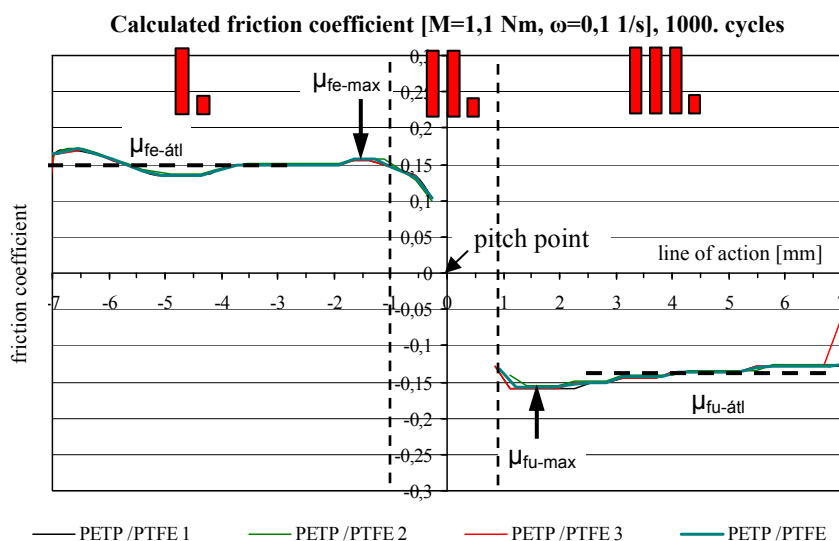 Calculated friction coefficient [M=1,1 Nm, ω=0,1 1/s], 1000. cycles
0,3
I.
II.
III.
μfe-max
0,25
0,2
μfe-átl
0,15
0,1
0,05
pitch point
line of action [mm]
friction coefficient
0
-7 -6 -5 -4 -3 -2 -1 0 1 2 3 4 5 6 7
-0,05
-0,1
-0,15
μfu-átl
μfu-max
-0,2
-0,25
-0,3
PETP /PTFE 1 PETP /PTFE 2 PETP /PTFE 3 PETP /PTFE